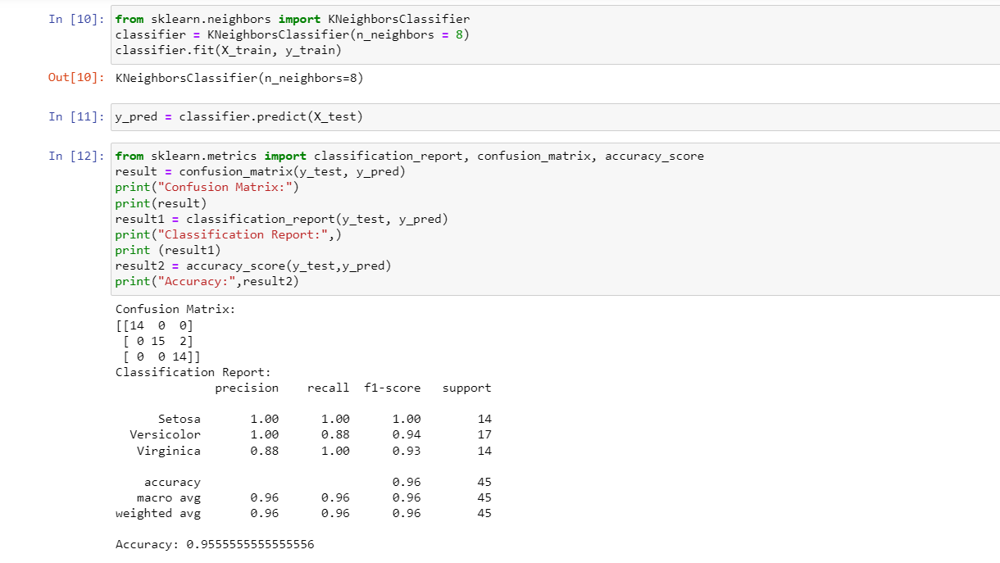 In [10]: from sklearn.neighbors import KNeighborsClassifier
classifier = KNeighborsClassifier(n_neighbors = 8)
classifier.fit(X_train, y_train)
Out[10]: KNeighborsClassifier(n_neighbors=8)
In [11]: y_pred = classifier.predict(X_test)
In [12]: from sklearn.metrics import classification_report, confusion_matrix, accuracy_score
result = confusion_matrix(y_test, y_pred)
print("Confusion Matrix:")
print(result)
result1 = classification_report(y_test, y_pred)
print("Classification Report:",)
print (result1)
result2 = accuracy_score(y_test,y_pred)
print("Accuracy:",result2)
Confusion Matrix:
[[14  0  0]
 [ 0 15  2]
 [ 0  0 14]]
Classification Report:
              precision    recall  f1-score   support
      Setosa       1.00      1.00      1.00        14
  Versicolor       1.00      0.88      0.94        17
   Virginica       0.88      1.00      0.93        14
    accuracy                           0.96        45
   macro avg       0.96      0.96      0.96        45
weighted avg       0.96      0.96      0.96        45
Accuracy: 0.9555555555555556